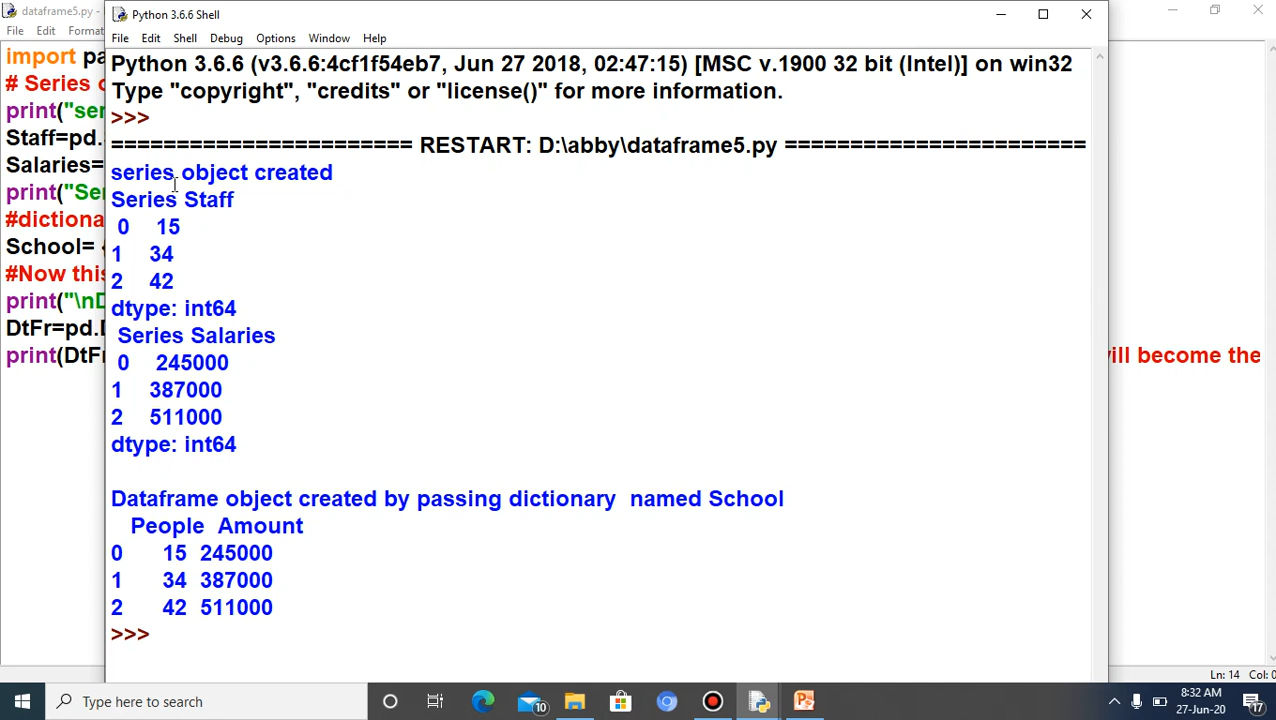 dataframe5.py -
File Edit Format
import
# Series
print("ser
Staff=pd.
Salaries=
print("Ser
#dictiona
School= {
#Now this
print("\nD
DtFr=pd.D
print(DtFr
will become the
Ln: 14 Col: 0
Python 3.6.6 Shell
File Edit Shell Debug Options Window Help
Python 3.6.6 (v3.6.6:4cf1f54eb7, Jun 27 2018, 02:47:15) [MSC v.1900 32 bit (Intel)] on win32
Type "copyright", "credits" or "license()" for more information.
>>>
======================= RESTART: D:\abby\dataframe5.py =======================
series object created
Series Staff
0 15
1 34
2 42
dtype: int64
Series Salaries
0 245000
1 387000
2 511000
dtype: int64
Dataframe object created by passing dictionary  named School
People Amount
0 15 245000
1 34 387000
2 42 511000
>>>
Type here to search
10
8:32 AM
27-Jun-20
17